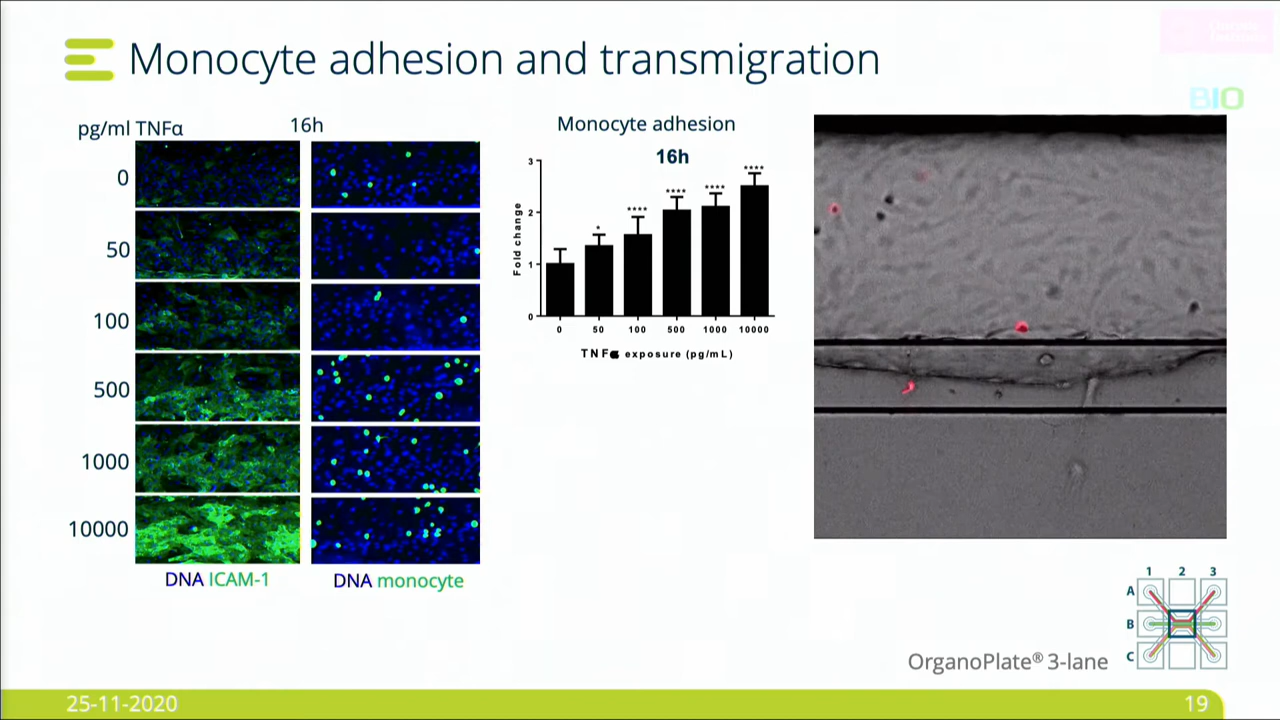 Monocyte adhesion and transmigration
BIO
pg/ml TNFα
16h
0
50
100
500
1000
10000
DNA ICAM-1
DNA monocyte
Monocyte adhesion
16h
Fold change
3
2
1
0
*
****
****
****
****
0 50 100 500 1000 10000
TNFα exposure (pg/mL)
1 2 3
A
B
C
OrganoPlate® 3-lane
25-11-2020
19